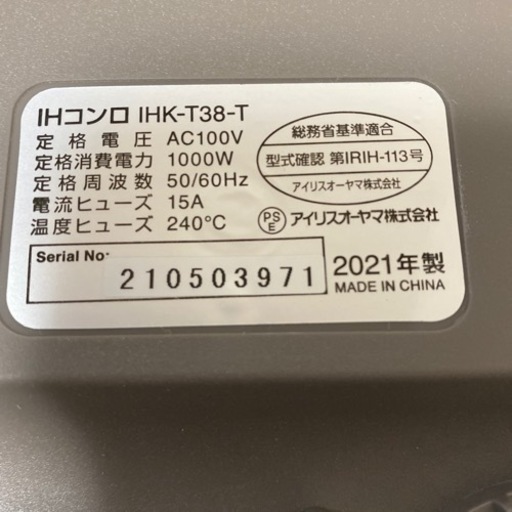 IHコンロ IHK-T38-T
定格電圧 AC100V
定格消費電力 1000W
定格周波数 50/60Hz
電流ヒューズ 15A
温度ヒューズ 240℃
総務省基準適合
型式確認 第IRIH-113号
アイリスオーヤマ株式会社
PSE アイリスオーヤマ株式会社
Serial No:
210503971
2021年製
MADE IN CHINA